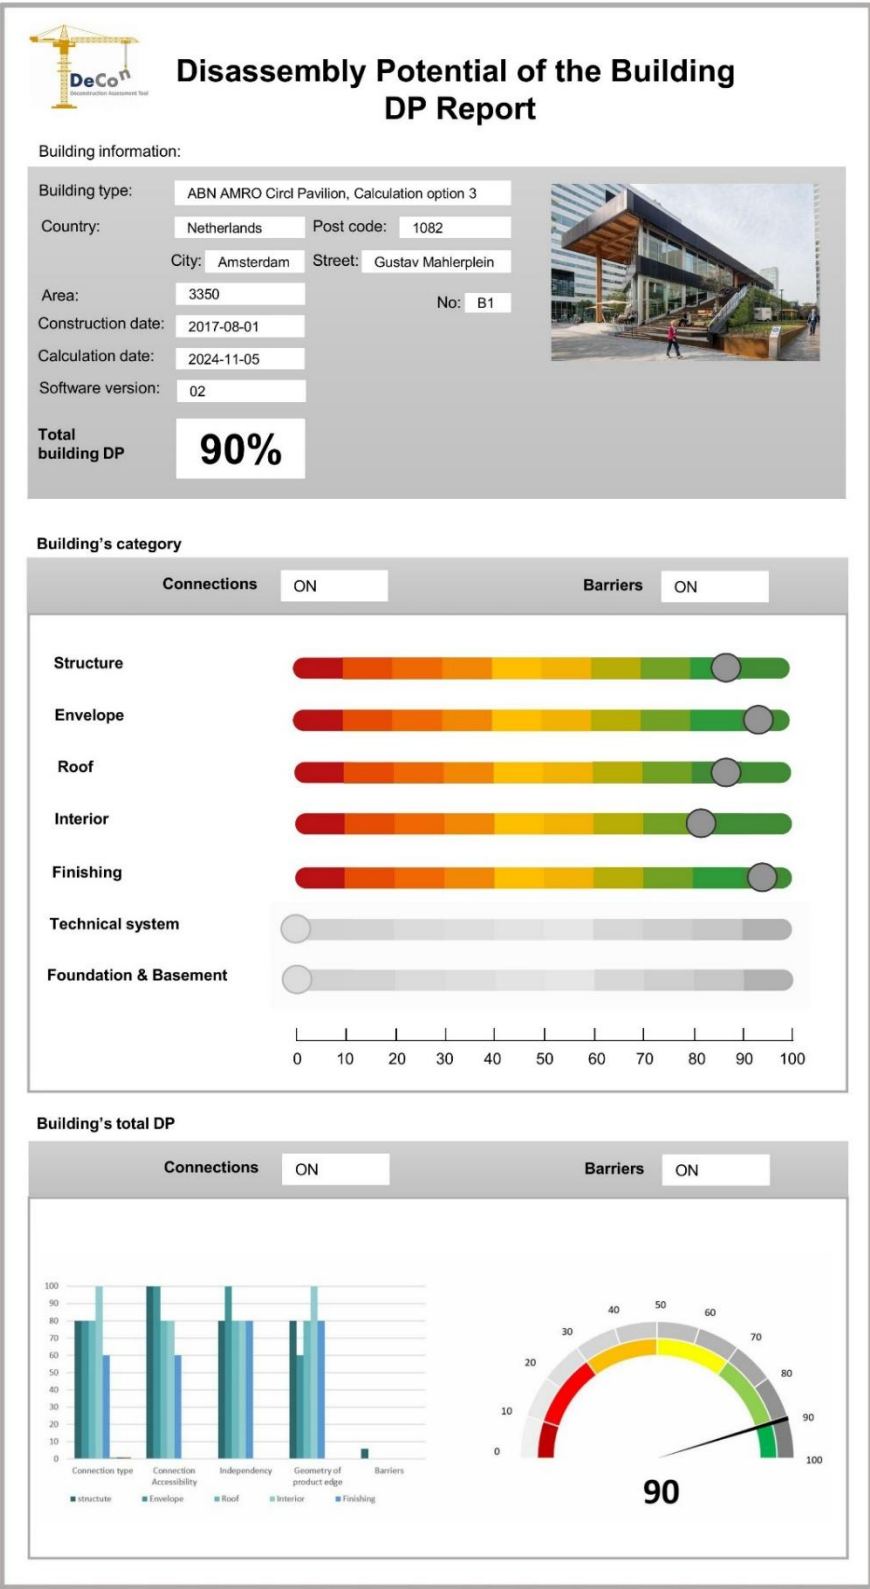 DeCon
Deconstruction Assessment Tool
Disassembly Potential of the Building
DP Report
Building information:
Building type: ABN AMRO Circl Pavilion, Calculation option 3
Country: Netherlands Post code: 1082
City: Amsterdam Street: Gustav Mahlerplein
Area: 3350 No: B1
Construction date: 2017-08-01
Calculation date: 2024-11-05
Software version: 02
Total
building DP 90%
Building's category
Connections ON Barriers ON
Structure
Envelope
Roof
Interior
Finishing
Technical system
Foundation & Basement
0 10 20 30 40 50 60 70 80 90 100
Building's total DP
Connections ON Barriers ON
100
90
80
70
60
50
40
30
20
10
0
Connection type Connection Accessibility Independency Geometry of product edge Barriers
structute Envelope Roof Interior Finishing
0 10 20 30 40 50 60 70 80 90 100
90